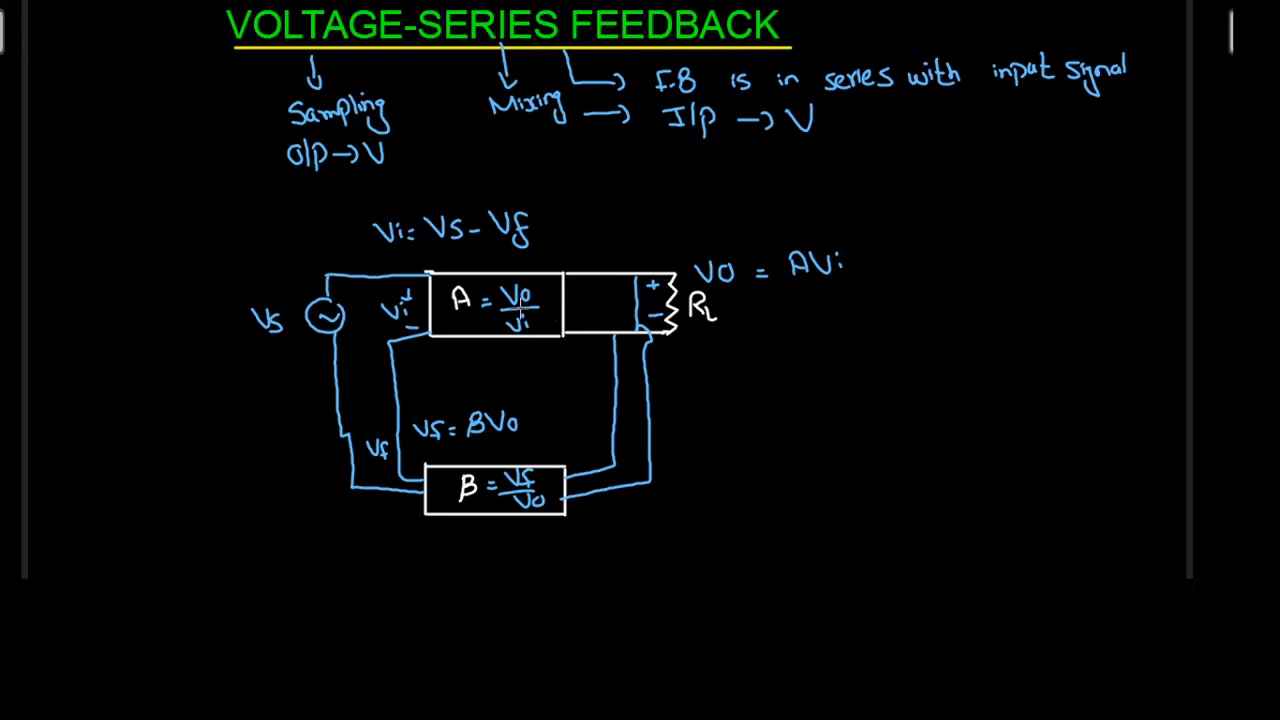 VOLTAGE-SERIES FEEDBACK
Sampling
O/P → V
Mixing
→ F.B is in series with input signal
→ I/P → V
Vi = VS - Vf
VS
Vi
+
-
A = VO/Vi
+
-
RL
VO = AVi
Vf
Vf = βVO
β = Vf/VO